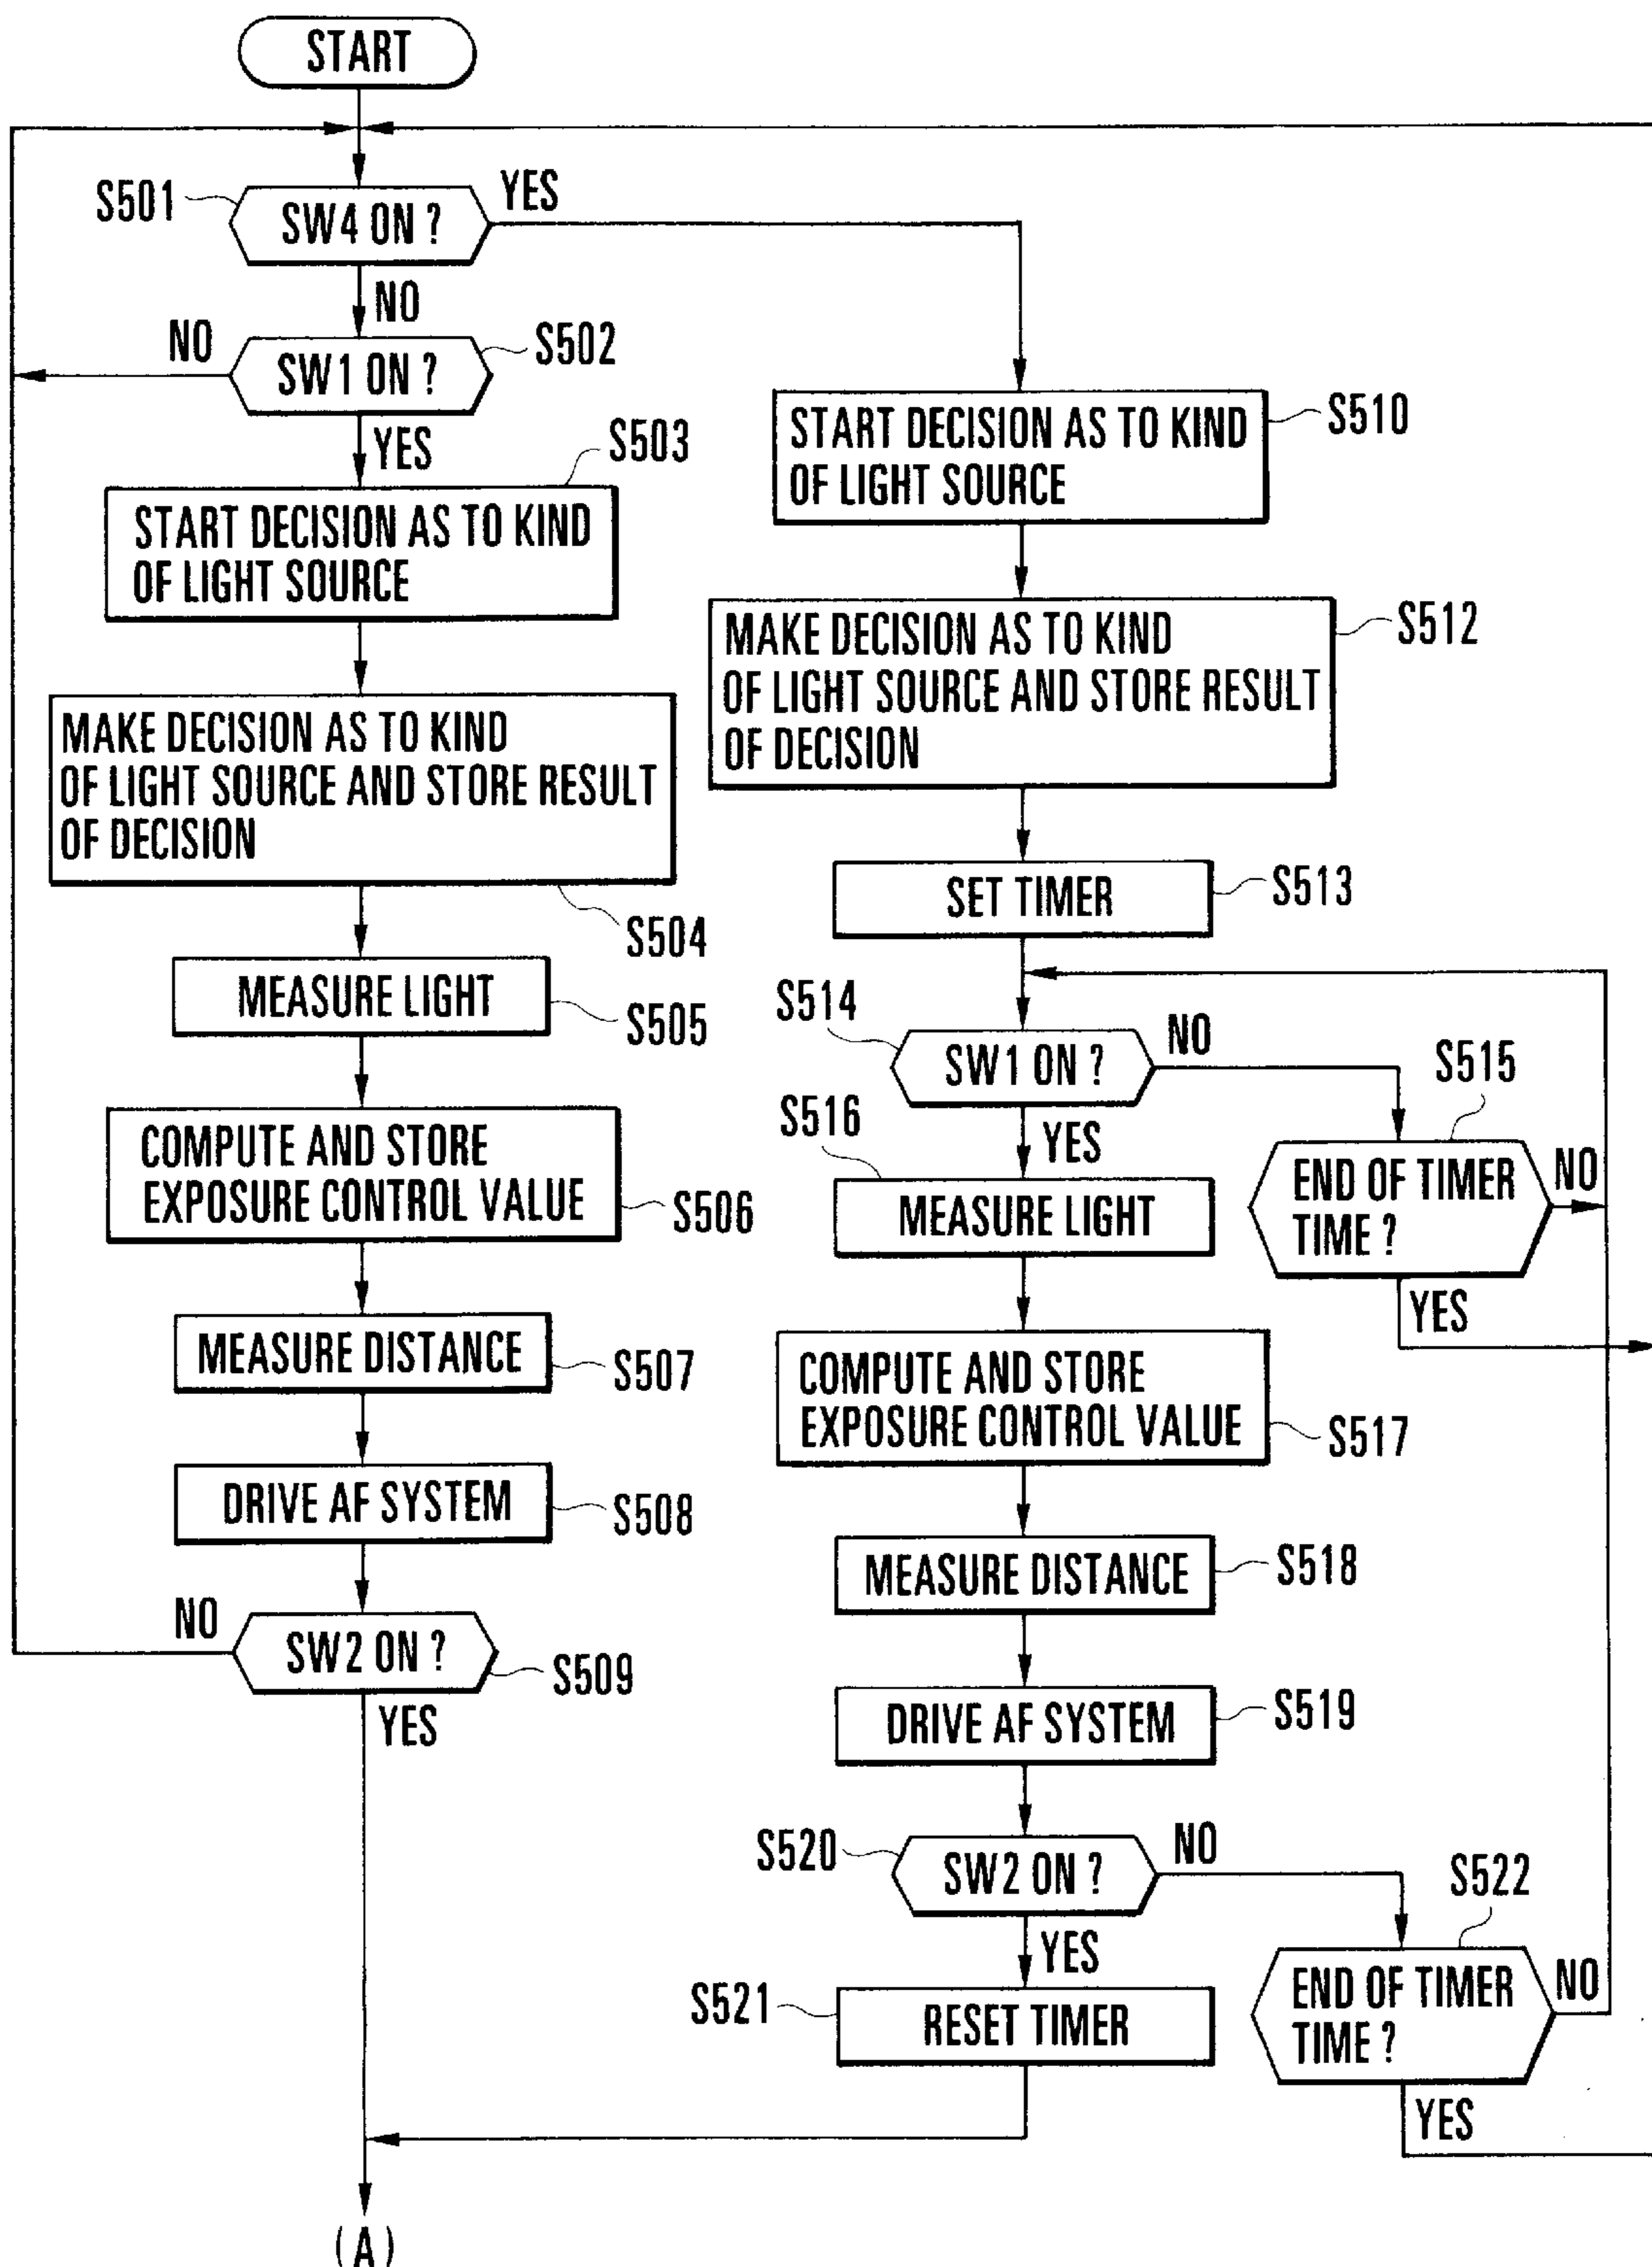 START
S501
SW4 ON ?
YES
NO
NO
SW1 ON ?
S502
YES
S503
START DECISION AS TO KIND
OF LIGHT SOURCE
MAKE DECISION AS TO KIND
OF LIGHT SOURCE AND STORE RESULT
OF DECISION
S504
MEASURE LIGHT
S505
COMPUTE AND STORE
EXPOSURE CONTROL VALUE
S506
MEASURE DISTANCE
S507
DRIVE AF SYSTEM
S508
NO
SW2 ON ?
S509
YES
START DECISION AS TO KIND
OF LIGHT SOURCE
S510
MAKE DECISION AS TO KIND
OF LIGHT SOURCE AND STORE RESULT
OF DECISION
S512
SET TIMER
S513
S514
SW1 ON ?
NO
S515
END OF TIMER
TIME ?
NO
YES
S516
YES
MEASURE LIGHT
COMPUTE AND STORE
EXPOSURE CONTROL VALUE
S517
MEASURE DISTANCE
S518
DRIVE AF SYSTEM
S519
S520
SW2 ON ?
NO
S522
END OF TIMER
TIME ?
NO
YES
YES
S521
RESET TIMER
(A)